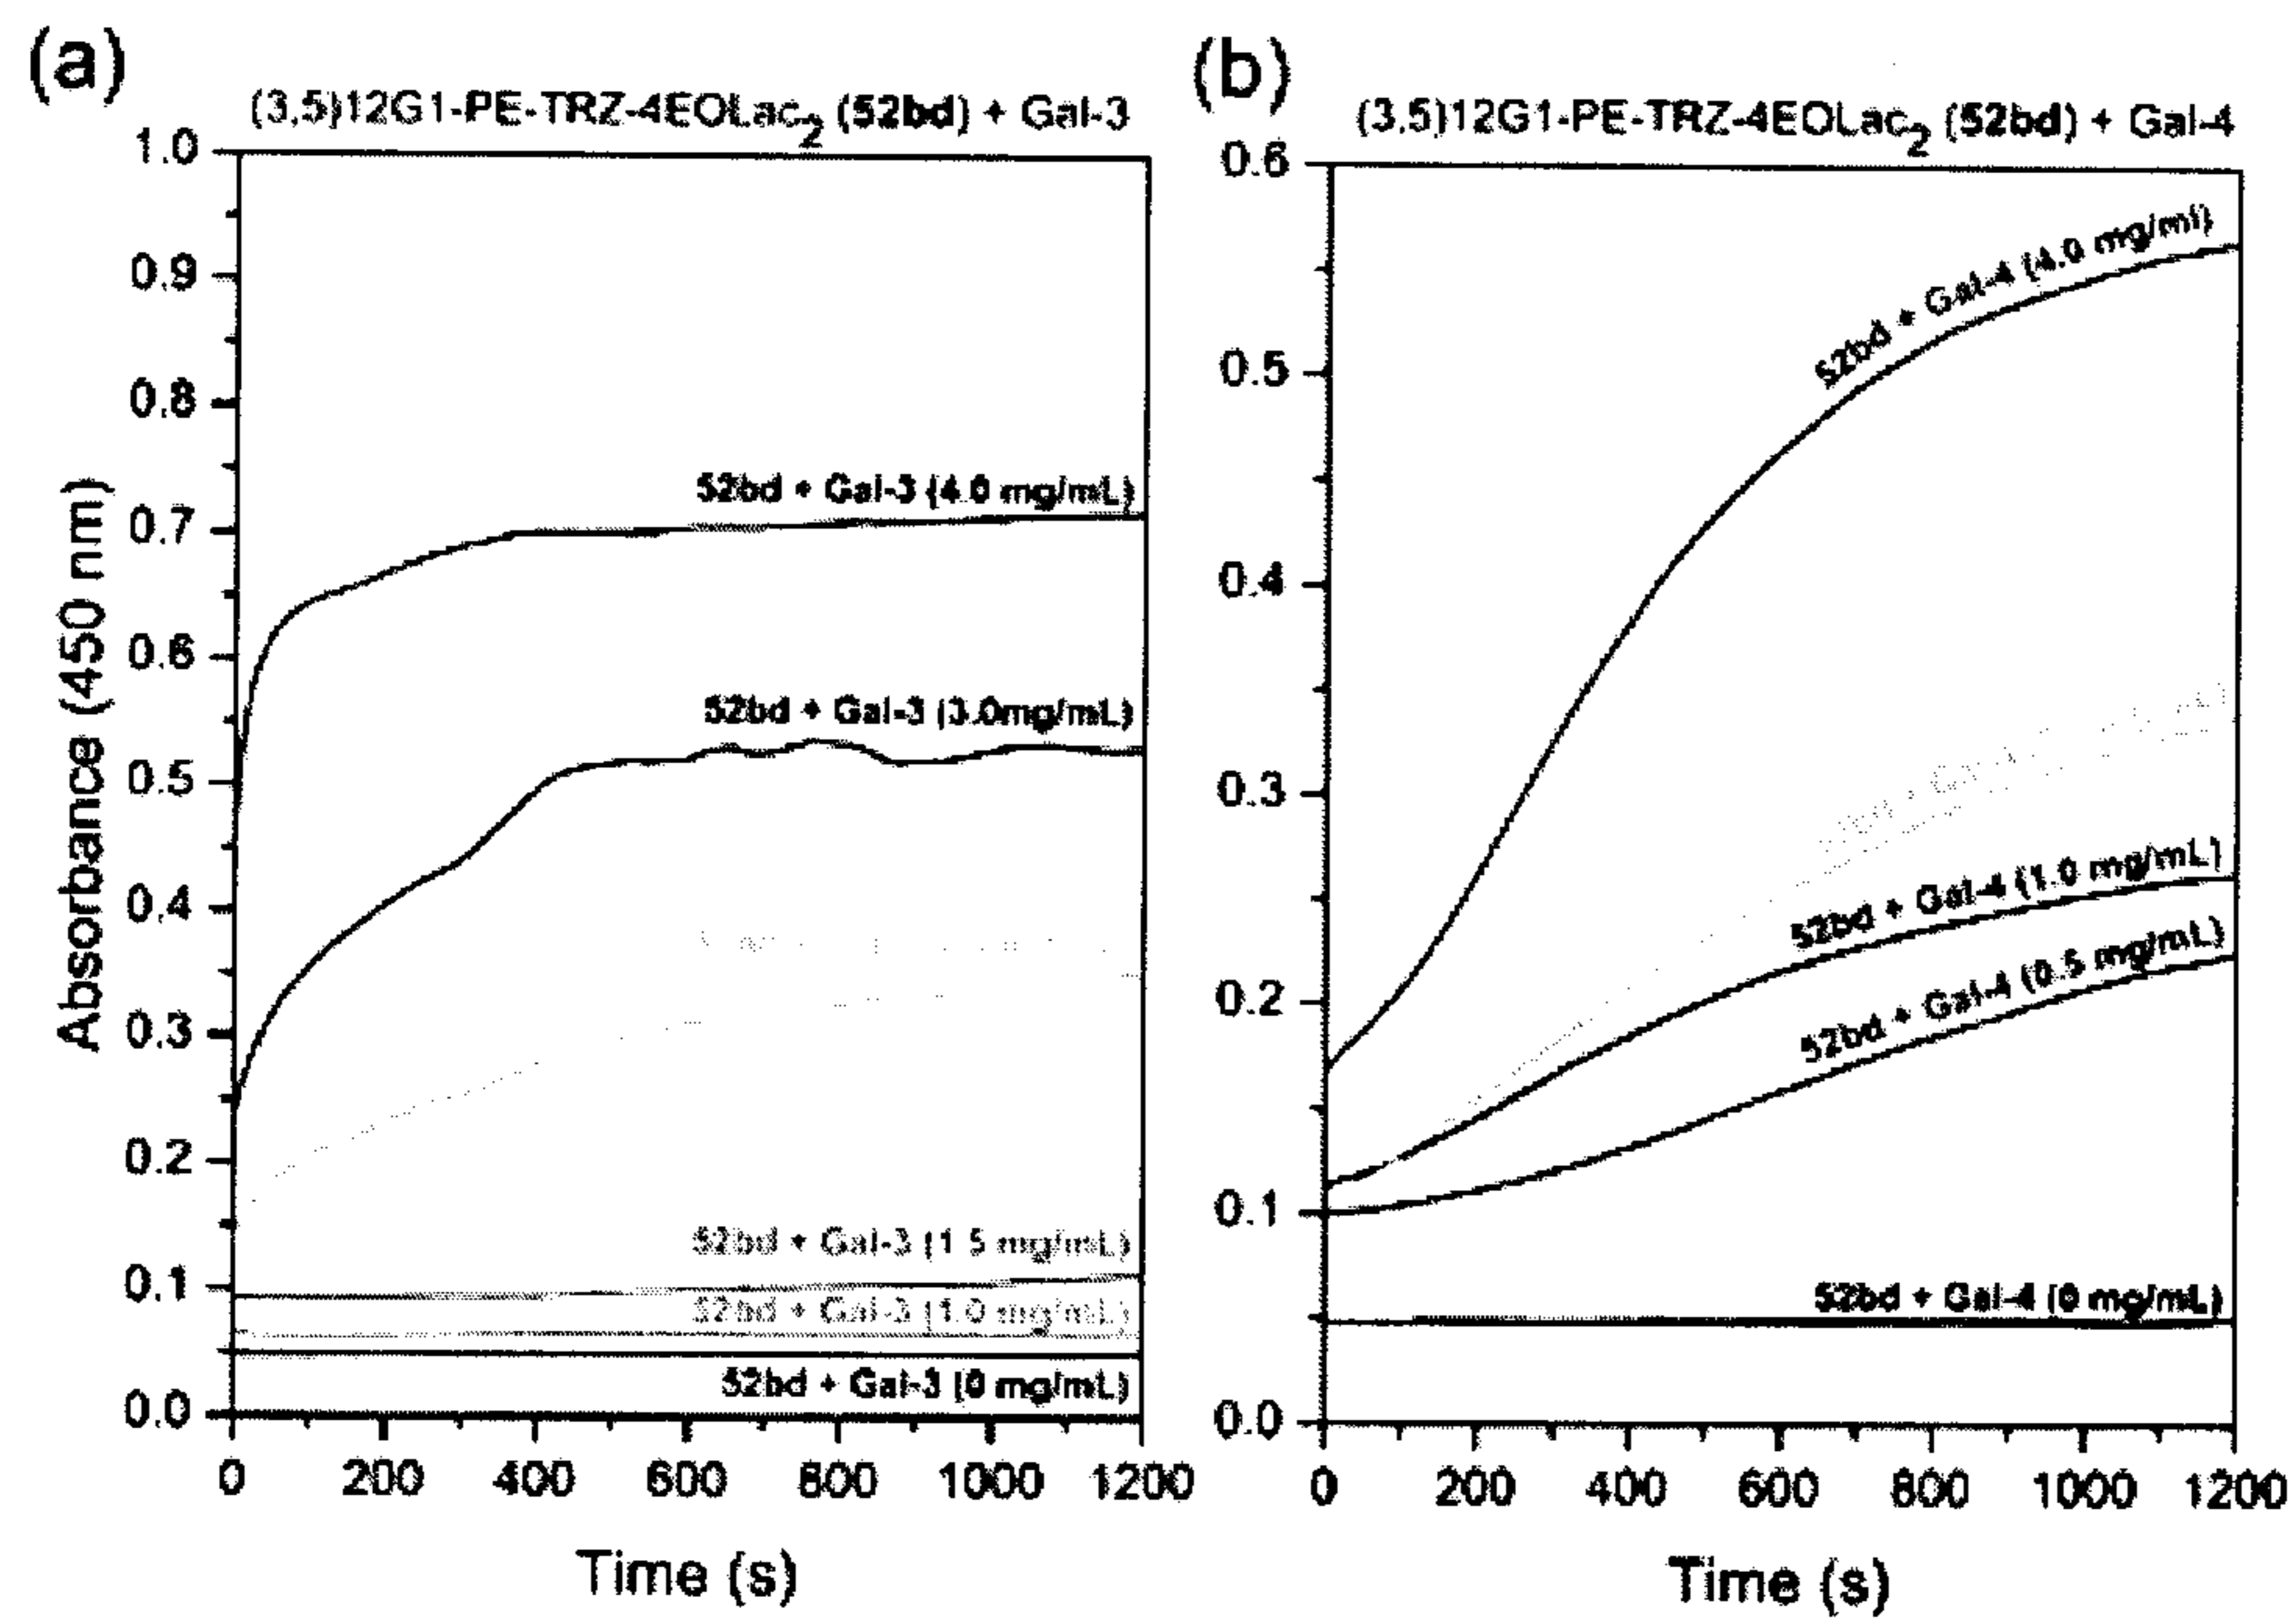 (a)
(3,5)12G1-PE-TRZ-4EOLac2 (52bd) + Gal-3
1.0
0.9
0.8
0.7
0.6
0.5
0.4
0.3
0.2
0.1
0.0
Absorbance (450 nm)
52bd + Gal-3 (4.0 mg/mL)
52bd + Gal-3 (3.0mg/mL)
52bd + Gal-3 (1.5 mg/mL)
52bd + Gal-3 (1.0 mg/mL)
52bd + Gal-3 (0 mg/mL)
0 200 400 600 800 1000 1200
Time (s)
(b)
(3,5)12G1-PE-TRZ-4EOLac2 (52bd) + Gal-4
0.6
0.5
0.4
0.3
0.2
0.1
0.0
52bd + Gal-4 (4.0 mg/ml)
52bd + Gal-4 (1.0 mg/mL)
52bd + Gal-4 (0.5 mg/mL)
52bd + Gal-4 (0 mg/mL)
0 200 400 600 800 1000 1200
Time (s)